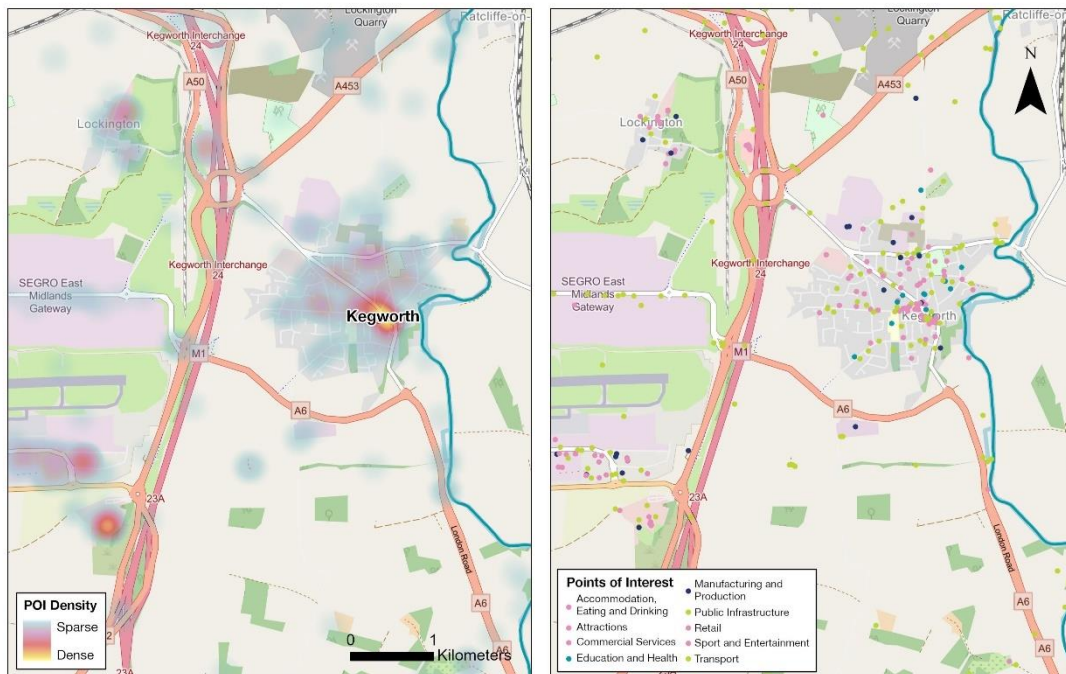 Lockington
Quarry
Ratcliffe-on-
Kegworth Interchange
24
A50
A453
Lockington
Kegworth Interchange
24
SEGRO East
Midlands
Gateway
Kegworth
M1
A6
23A
London Road
A6
A6
23A
POI Density
Sparse
Dense
0 1
Kilometers
Lockington
Quarry
Ratcliffe-on-
Kegworth Interchange
24
N
A50
A453
Lockington
Kegworth Interchange
24
SEGRO East
Midlands
Gateway
Kegworth
M1
A6
23A
London Road
A6
A6
Points of Interest
Accommodation,
Eating and Drinking
Attractions
Commercial Services
Education and Health
Manufacturing and
Production
Public Infrastructure
Retail
Sport and Entertainment
Transport